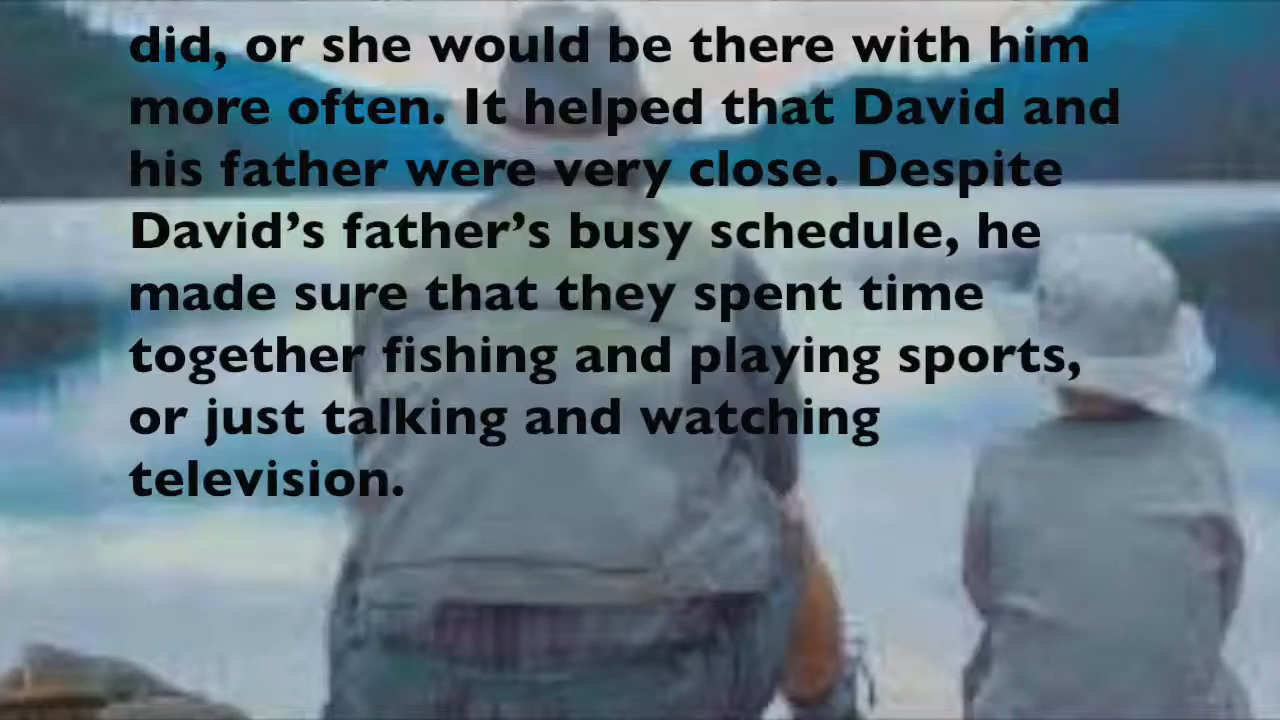 did, or she would be there with him
more often. It helped that David and
his father were very close. Despite
David’s father’s busy schedule, he
made sure that they spent time
together fishing and playing sports,
or just talking and watching
television.